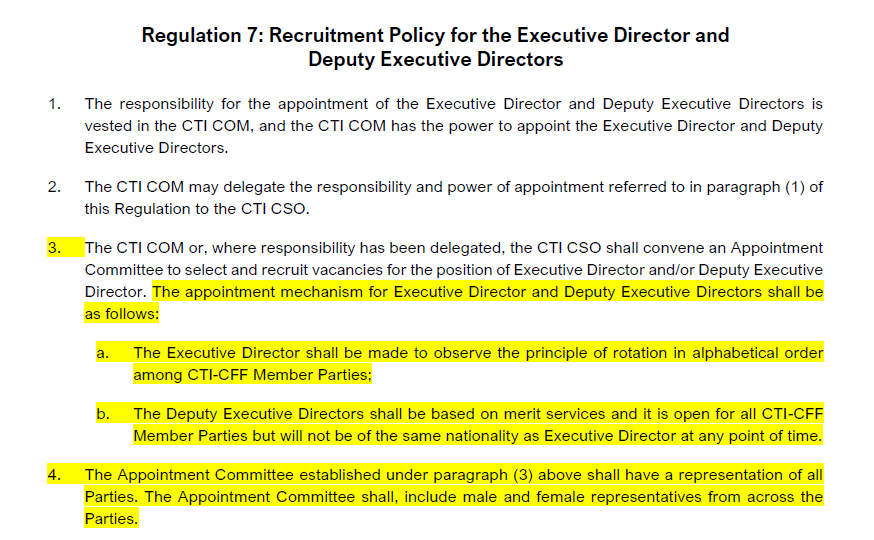 Regulation 7: Recruitment Policy for the Executive Director and
Deputy Executive Directors
1. The responsibility for the appointment of the Executive Director and Deputy Executive Directors is
vested in the CTI COM, and the CTI COM has the power to appoint the Executive Director and Deputy
Executive Directors.
2. The CTI COM may delegate the responsibility and power of appointment referred to in paragraph (1) of
this Regulation to the CTI CSO.
3. The CTI COM or, where responsibility has been delegated, the CTI CSO shall convene an Appointment
Committee to select and recruit vacancies for the position of Executive Director and/or Deputy Executive
Director. The appointment mechanism for Executive Director and Deputy Executive Directors shall be
as follows:
a. The Executive Director shall be made to observe the principle of rotation in alphabetical order
among CTI-CFF Member Parties;
b. The Deputy Executive Directors shall be based on merit services and it is open for all CTI-CFF
Member Parties but will not be of the same nationality as Executive Director at any point of time.
4. The Appointment Committee established under paragraph (3) above shall have a representation of all
Parties. The Appointment Committee shall, include male and female representatives from across the
Parties.